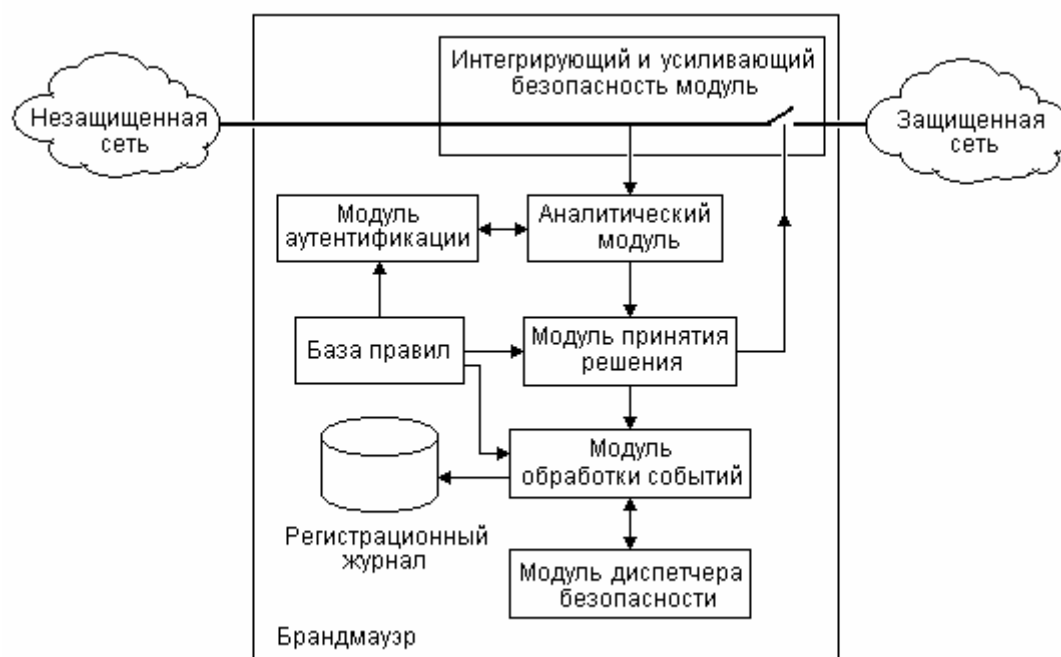 Интегрирующий и усиливающий
безопасность модуль
Незащищенная
сеть
Защищенная
сеть
Модуль
аутентификации
Аналитический
модуль
База правил
Модуль принятия
решения
Модуль
обработки событий
Регистрационный
журнал
Модуль диспетчера
безопасности
Брандмауэр